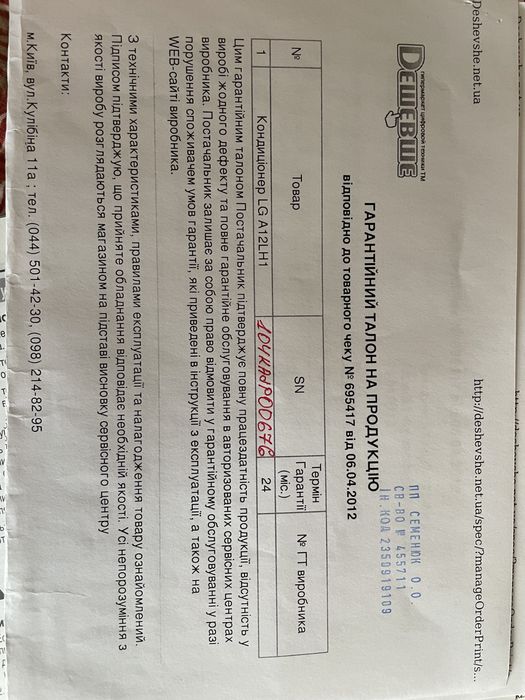 Deshevshe.net.ua
http://deshevshe.net.ua/spec/?manageOrderPrint/s...
гипермаркет цифровой техники ТМ
ДЕШЕВШЕ
ПП СЕМЕНЮК О.О.
СВ-ВО № 455711
ІН.КОД 2350919109
ГАРАНТІЙНИЙ ТАЛОН НА ПРОДУКЦІЮ
відповідно до товарного чеку № 695417 від 06.04.2012
№ Товар SN Термін Гарантії (міс.) № ГТ виробника
1 Кондиціонер LG A12LH1 104KAdP00676 24
Цим гарантійним талоном Постачальник підтверджує повну працездатність продукції, відсутність у
виробі жодного дефекту та повне гарантійне обслуговування в авторизованих сервісних центрах
виробника. Постачальник залишає за собою право відмовити у гарантійному обслуговуванні у разі
порушення споживачем умов гарантії, які приведені в інструкції з експлуатації, а також на
WEB-сайті виробника.
З технічними характеристиками, правилами експлуатації та налагодження товару ознайомлений.
Підписом підтверджую, що прийняте обладнання відповідає необхідній якості. Усі непорозуміння з
якості виробу розглядаються магазином на підставі висновку сервісного центру
Контакти:
м.Київ, вул.Кулібіна 11а ; тел. (044) 501-42-30, (098) 214-82-95